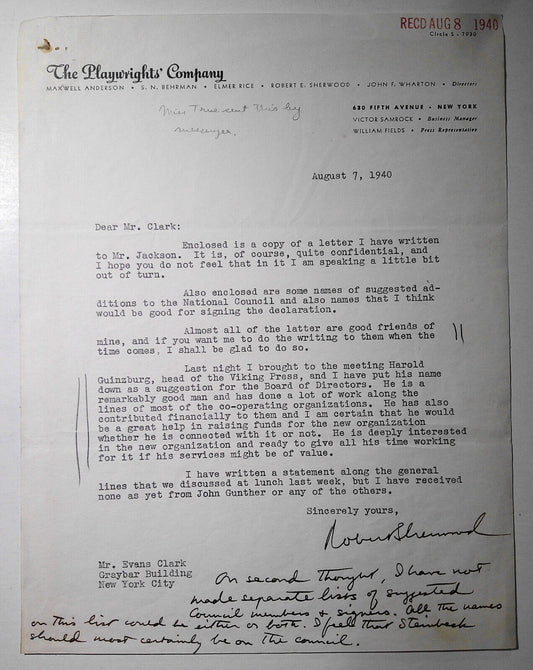 RECD AUG 8 1940
Circle 5 - 7990
The Playwrights' Company
MAXWELL ANDERSON • S. N. BEHRMAN • ELMER RICE • ROBERT E. SHERWOOD • JOHN F. WHARTON • Directors
630 FIFTH AVENUE • NEW YORK
VICTOR SAMROCK • Business Manager
WILLIAM FIELDS • Press Representative
Miss True sent this by
messenger.
August 7, 1940
Dear Mr. Clark:
Enclosed is a copy of a letter I have written
to Mr. Jackson. It is, of course, quite confidential, and
I hope you do not feel that in it I am speaking a little bit
out of turn.
Also enclosed are some names of suggested ad-
ditions to the National Council and also names that I think
would be good for signing the declaration.
Almost all of the latter are good friends of
mine, and if you want me to do the writing to them when the
time comes, I shall be glad to do so.
Last night I brought to the meeting Harold
Guinzburg, head of the Viking Press, and I have put his name
down as a suggestion for the Board of Directors. He is a
remarkably good man and has done a lot of work along the
lines of most of the co-operating organizations. He has also
contributed financially to them and I am certain that he would
be a great help in raising funds for the new organization
whether he is connected with it or not. He is deeply interested
in the new organization and ready to give all his time working
for it if his services might be of value.
I have written a statement along the general
lines that we discussed at lunch last week, but I have received
none as yet from John Gunther or any of the others.
Sincerely yours,
Robert Sherwood
Mr. Evans Clark
Graybar Building
New York City
On second thought, I have not
made separate lists of suggested
Council members & signers. All the names
on this list could be either or both. I feel that Steinbeck
should most certainly be on the council.